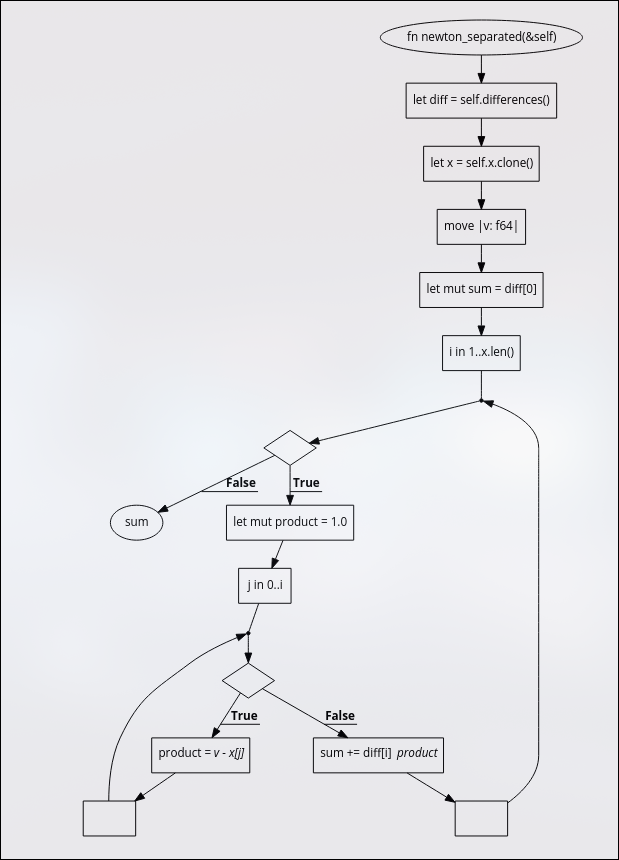 fn newton_separated(&self)
let diff = self.differences()
let x = self.x.clone()
move |v: f64|
let mut sum = diff[0]
i in 1..x.len()
False
True
sum
let mut product = 1.0
j in 0..i
True
False
product = v - x[j]
sum += diff[i] product